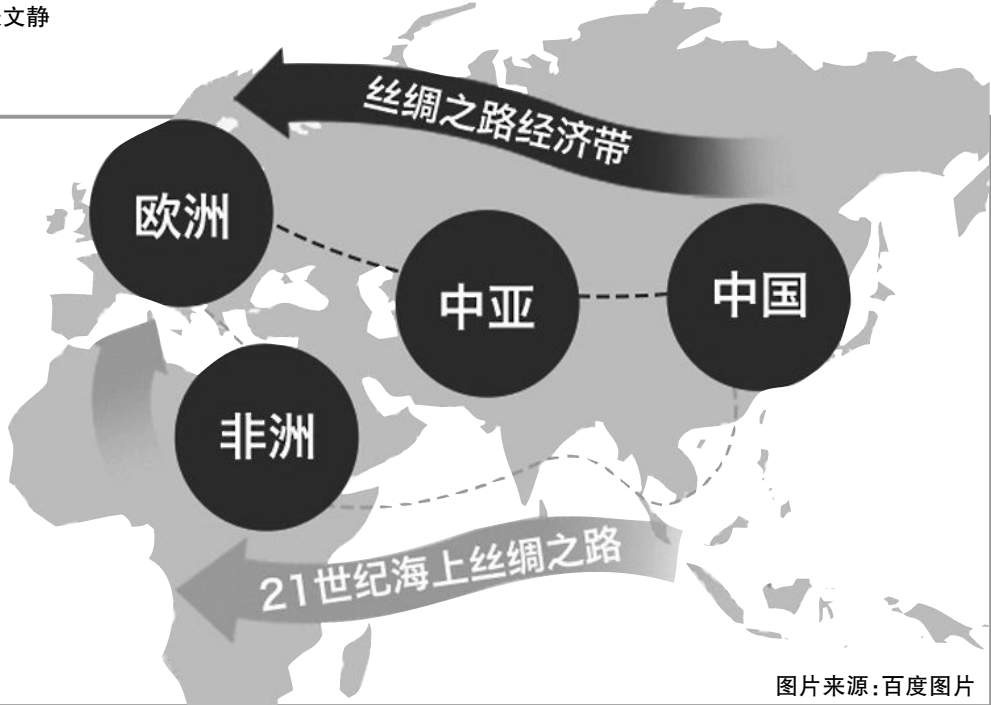 文静
丝绸之路经济带
欧洲
中亚
中国
非洲
21世纪海上丝绸之路
图片来源:百度图片